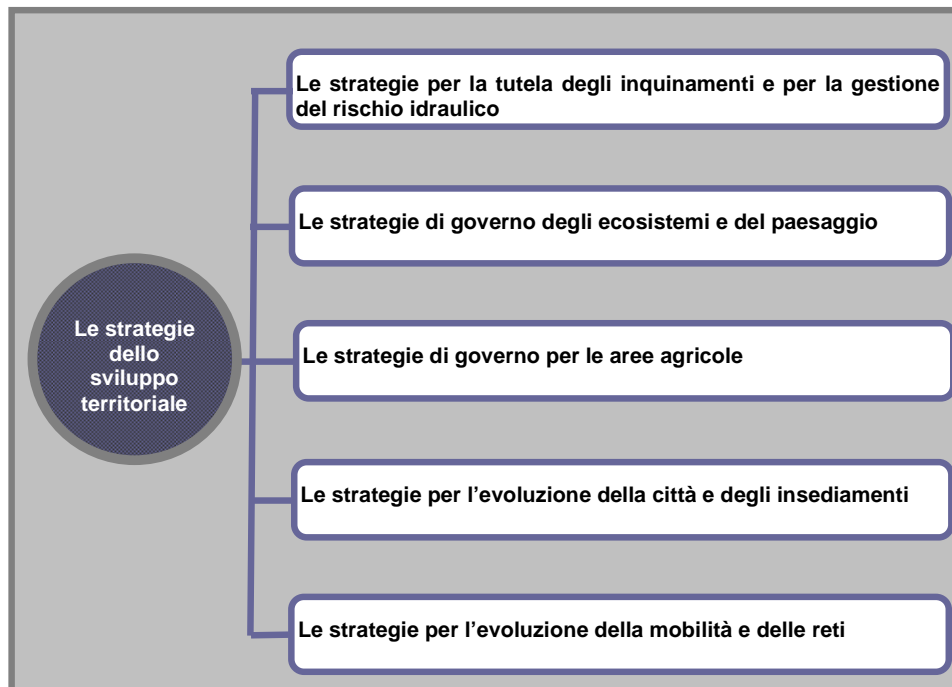 Le strategie per la tutela degli inquinamenti e per la gestione
del rischio idraulico
Le strategie di governo degli ecosistemi e del paesaggio
Le strategie
dello
sviluppo
territoriale
Le strategie di governo per le aree agricole
Le strategie per l’evoluzione della città e degli insediamenti
Le strategie per l’evoluzione della mobilità e delle reti